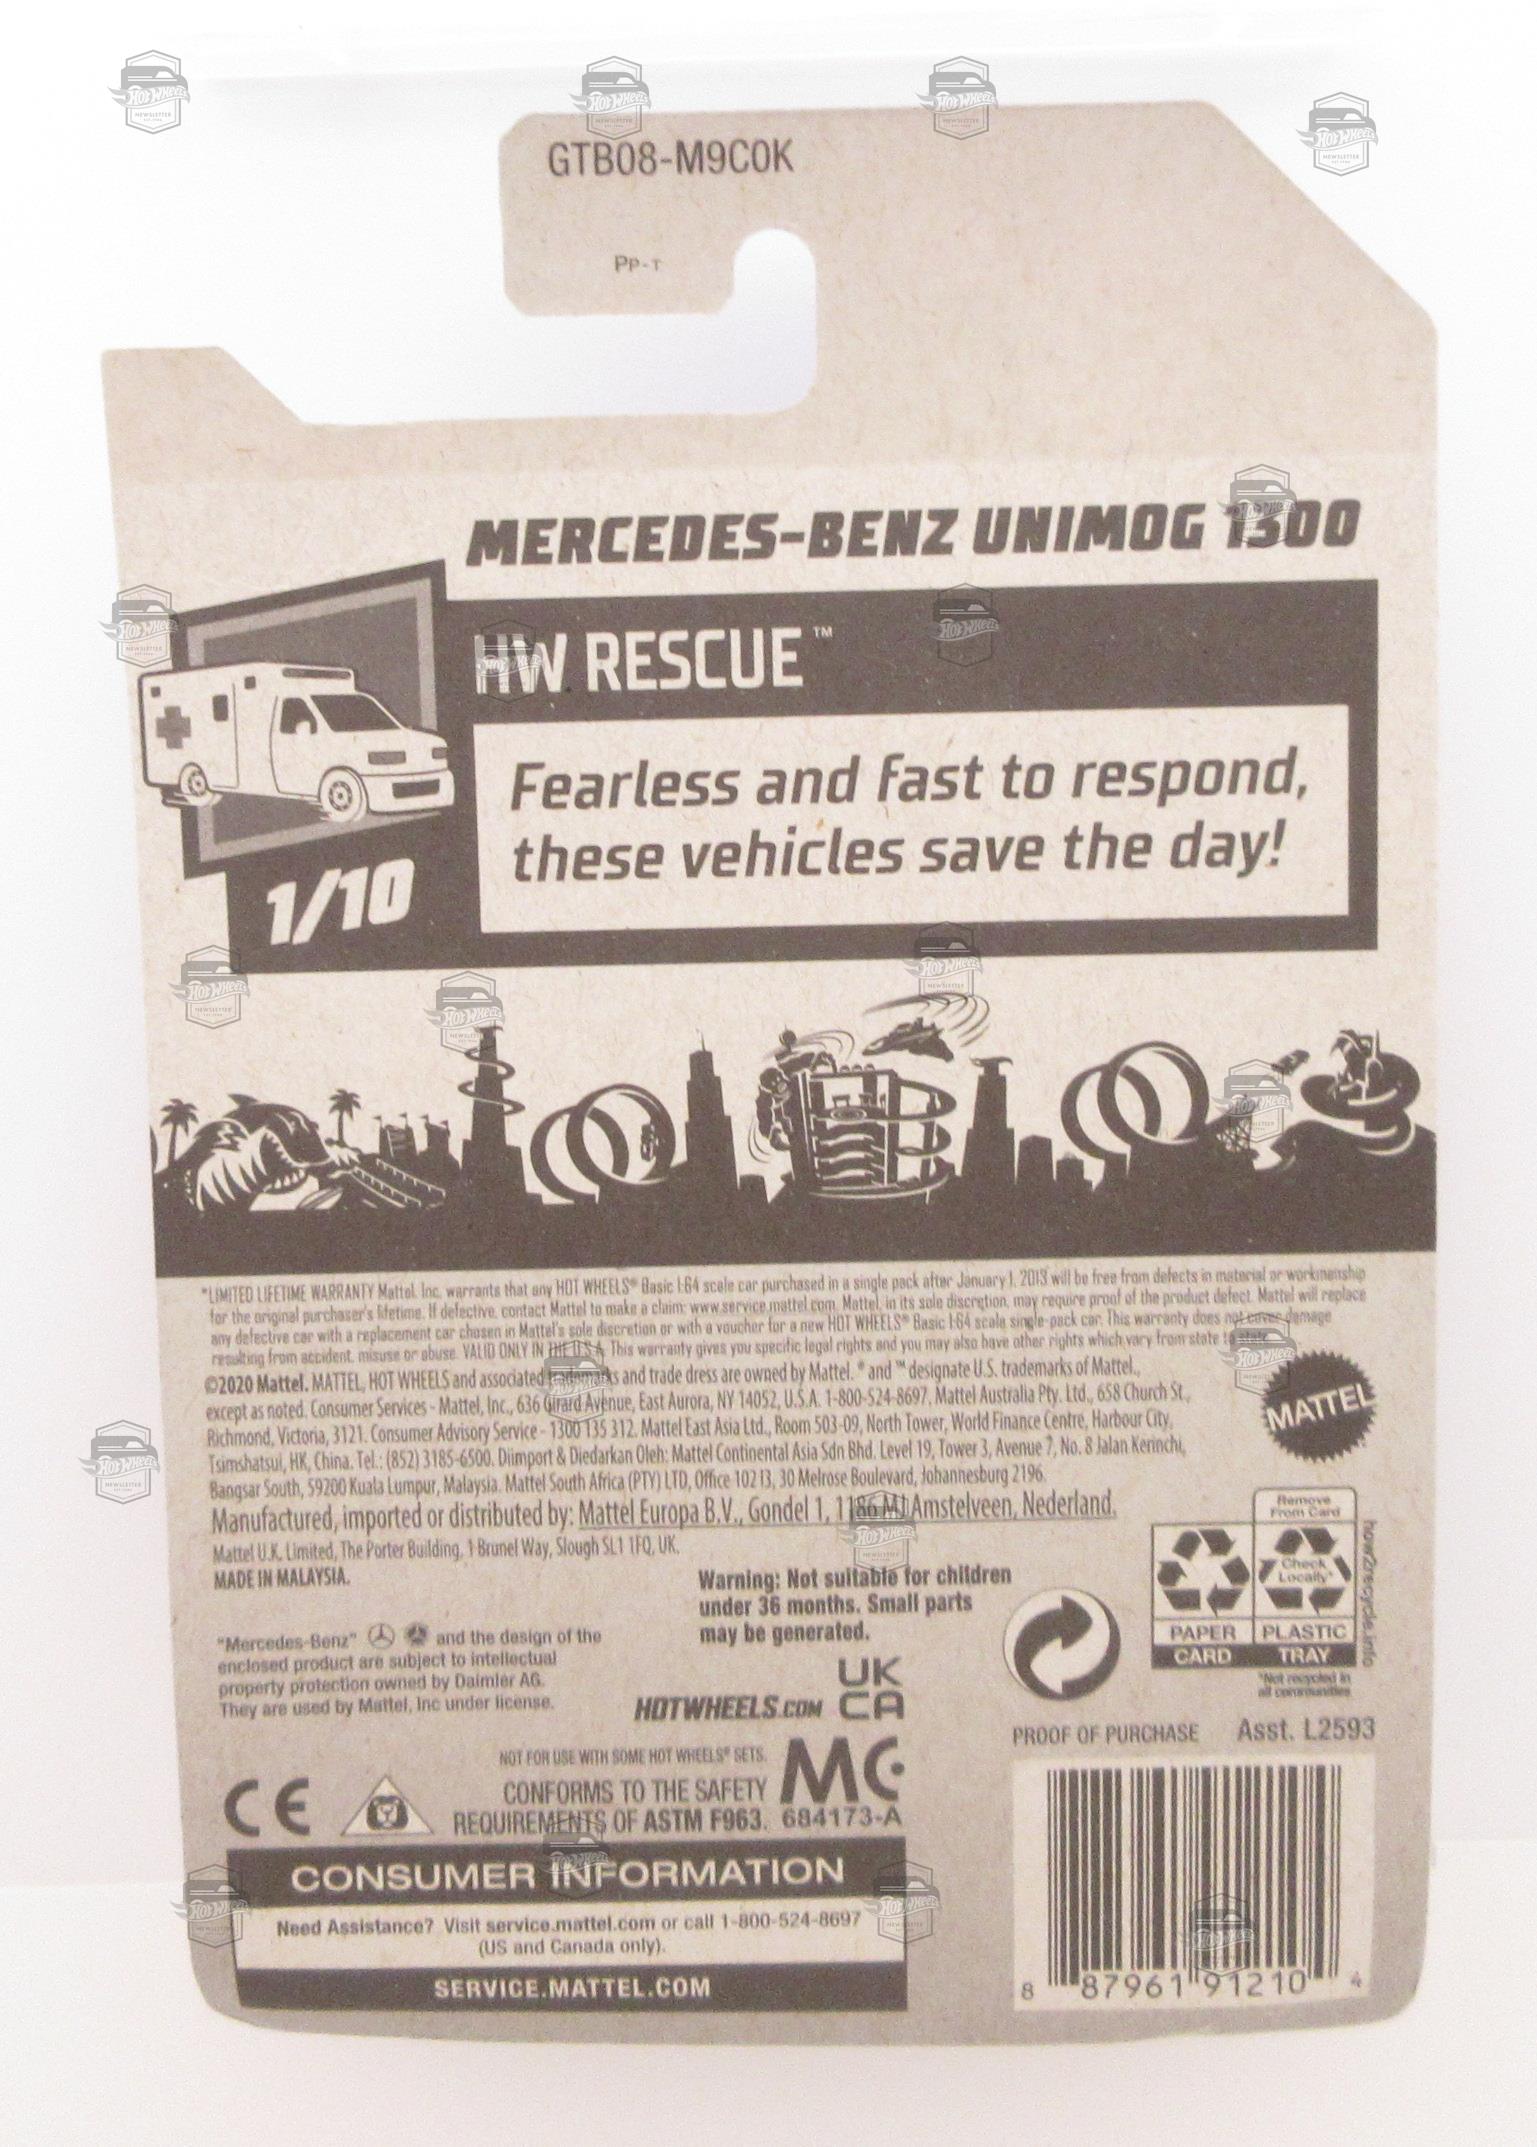 GTB08-M9C0K
PP-T
MERCEDES-BENZ UNIMOG 1300
HW RESCUE™
Fearless and fast to respond,
these vehicles save the day!
1/10
*LIMITED LIFETIME WARRANTY Mattel, Inc. warrants that any HOT WHEELS® Basic 1:64 scale car purchased in a single pack after January 1, 2013 will be free from defects in material or workmanship
for the original purchaser's lifetime. If defective, contact Mattel to make a claim: www.service.mattel.com. Mattel, in its sole discretion, may require proof of the product defect. Mattel will replace
any defective car with a replacement car chosen in Mattel's sole discretion or with a voucher for a new HOT WHEELS® Basic 1:64 scale single-pack car. This warranty does not cover damage
resulting from accident, misuse or abuse. VALID ONLY IN THE U.S.A. This warranty gives you specific legal rights and you may also have other rights which vary from state to state.
©2020 Mattel. MATTEL, HOT WHEELS and associated trademarks and trade dress are owned by Mattel. ® and ™ designate U.S. trademarks of Mattel.,
except as noted. Consumer Services - Mattel, Inc., 636 Girard Avenue, East Aurora, NY 14052, U.S.A. 1-800-524-8697. Mattel Australia Pty. Ltd., 658 Church St.,
Richmond, Victoria, 3121. Consumer Advisory Service - 1300 135 312. Mattel East Asia Ltd., Room 503-09, North Tower, World Finance Centre, Harbour City,
Tsimshatsui, HK, China. Tel.: (852) 3185-6500. Diimport & Diedarkan Oleh: Mattel Continental Asia Sdn Bhd. Level 19, Tower 3, Avenue 7, No. 8 Jalan Kerinchi,
Bangsar South, 59200 Kuala Lumpur, Malaysia. Mattel South Africa (PTY) LTD, Office 102 I3, 30 Melrose Boulevard, Johannesburg 2196.
Manufactured, imported or distributed by: Mattel Europa B.V., Gondel 1, 1186 MJ Amstelveen, Nederland.
Mattel U.K. Limited, The Porter Building, 1 Brunel Way, Slough SL1 1FQ, UK.
MADE IN MALAYSIA.
MATTEL
Warning: Not suitable for children
under 36 months. Small parts
may be generated.
Remove
From Card
Check
Locally*
PAPER
CARD
PLASTIC
TRAY
*Not recycled in
all communities
how2recycle.info
"Mercedes-Benz" and the design of the
enclosed product are subject to intellectual
property protection owned by Daimler AG.
They are used by Mattel, Inc under license.
HOTWHEELS.COM
UK
CA
PROOF OF PURCHASE
Asst. L2593
NOT FOR USE WITH SOME HOT WHEELS® SETS.
CONFORMS TO THE SAFETY
REQUIREMENTS OF ASTM F963.
MC
684173-A
CE
CONSUMER INFORMATION
Need Assistance? Visit service.mattel.com or call 1-800-524-8697
(US and Canada only).
SERVICE.MATTEL.COM
8 87961 91210 4
HOT WHEELS
NEWSLETTER